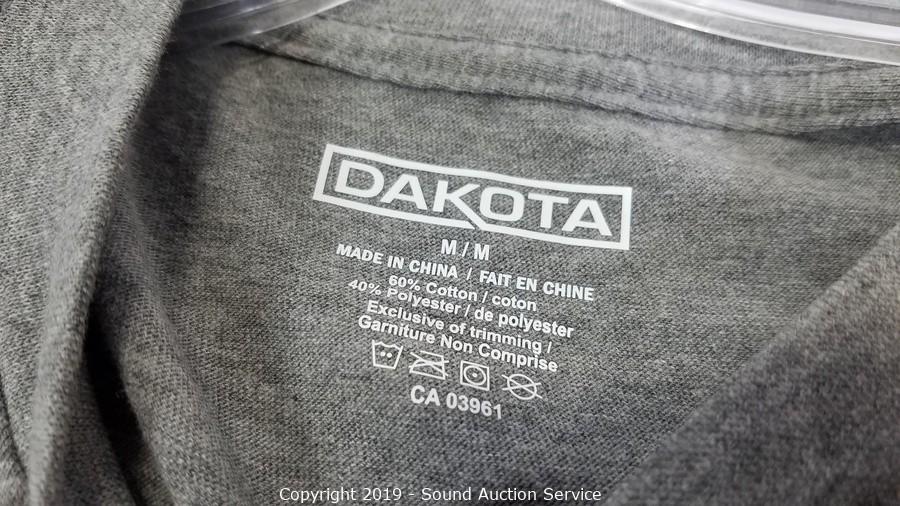 DAKOTA
M / M
MADE IN CHINA / FAIT EN CHINE
60% Cotton / coton
40% Polyester / de polyester
Exclusive of trimming /
Garniture Non Comprise
CA 03961
Copyright 2019 - Sound Auction Service